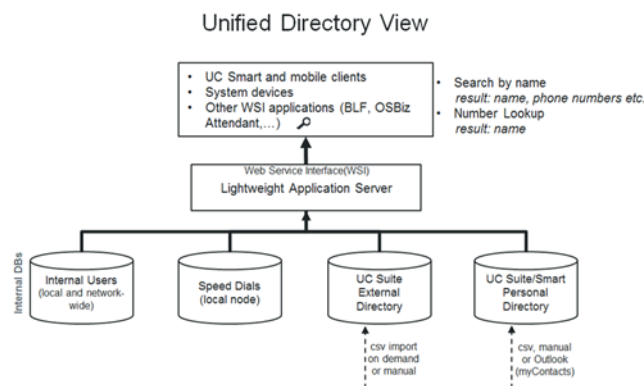 Unified Directory View
• UC Smart and mobile clients
• System devices
• Other WSI applications (BLF, OSBiz
Attendant,…)
• Search by name
result: name, phone numbers etc.
• Number Lookup
result: name
Web Service Interface(WSI)
Lightweight Application Server
Internal DBs
Internal Users
(local and network-
wide)
Speed Dials
(local node)
UC Suite
External
Directory
UC Suite/Smart
Personal
Directory
csv import
on demand
or manual
csv, manual
or Outlook
(myContacts)